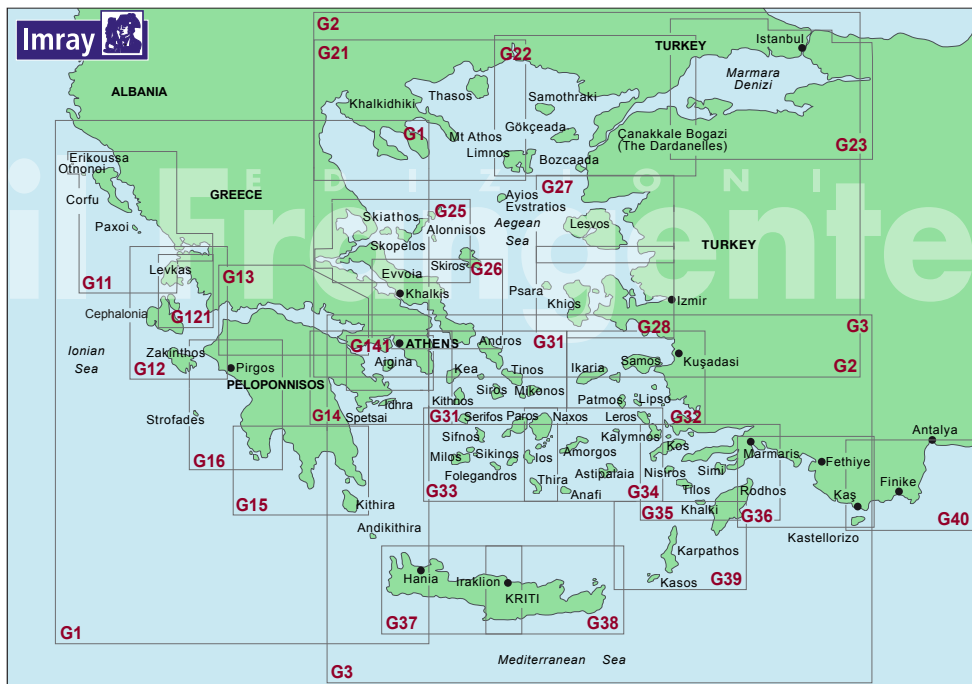 Imray
G2
G21
G22
TURKEY
Istanbul
Marmara
Denizi
ALBANIA
Thasos
Khalkidhiki
Samothraki
Gökçeada
G1
Mt Athos
Limnos
Bozcaada
Çanakkale Bogazi
(The Dardanelles)
G23
Erikoussa
Othonoi
Corfu
GREECE
EDIZIONI
il Frangente
G27
Ayios
Evstratios
Aegean
Sea
Lesvos
TURKEY
Paxoi
Skiathos
G25
Alonnisos
Skopelos
Skiros
G26
Levkas
G11
G13
Evvoia
Khalkis
Psara
Khios
Izmir
Cephalonia
G121
G28
G3
Ionian
Sea
Zakinthos
G12
G141
ATHENS
Aigina
Andros
G31
Samos
Kuşadasi
G2
Pirgos
PELOPONNISOS
Kea
Tinos
Ikaria
Siros
Mikonos
Patmos
Lipso
Kithnos
Idhra
Spetsai
G14
G31
Serifos
Paros
Naxos
Leros
G32
Strofades
G16
Sifnos
Kalymnos
Kos
Marmaris
Antalya
Milos
Sikinos
Ios
Amorgos
Nisiros
Simi
Fethiye
Folegandros
Astipalaia
Tilos
Rodhos
Finike
Thira
Anafi
G33
G34
Kaş
G15
Kithira
Khalki
G35
G36
G40
Andikithira
Kastellorizo
Karpathos
Kasos
G39
Hania
Iraklion
KRITI
G37
G38
G1
Mediterranean Sea
G3